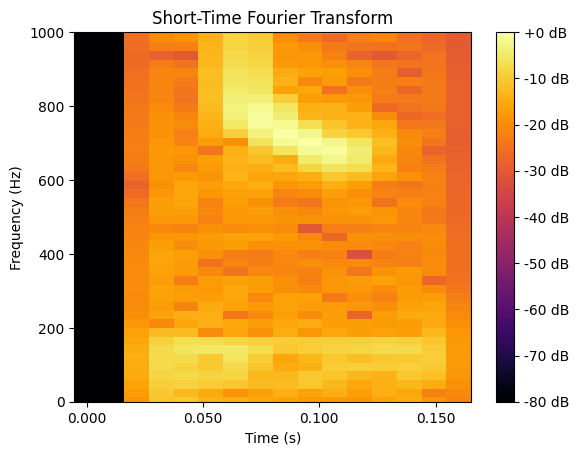 Short-Time Fourier Transform
1000
800
600
400
200
0
Frequency (Hz)
0.000
0.050
0.100
0.150
Time (s)
+0 dB
-10 dB
-20 dB
-30 dB
-40 dB
-50 dB
-60 dB
-70 dB
-80 dB